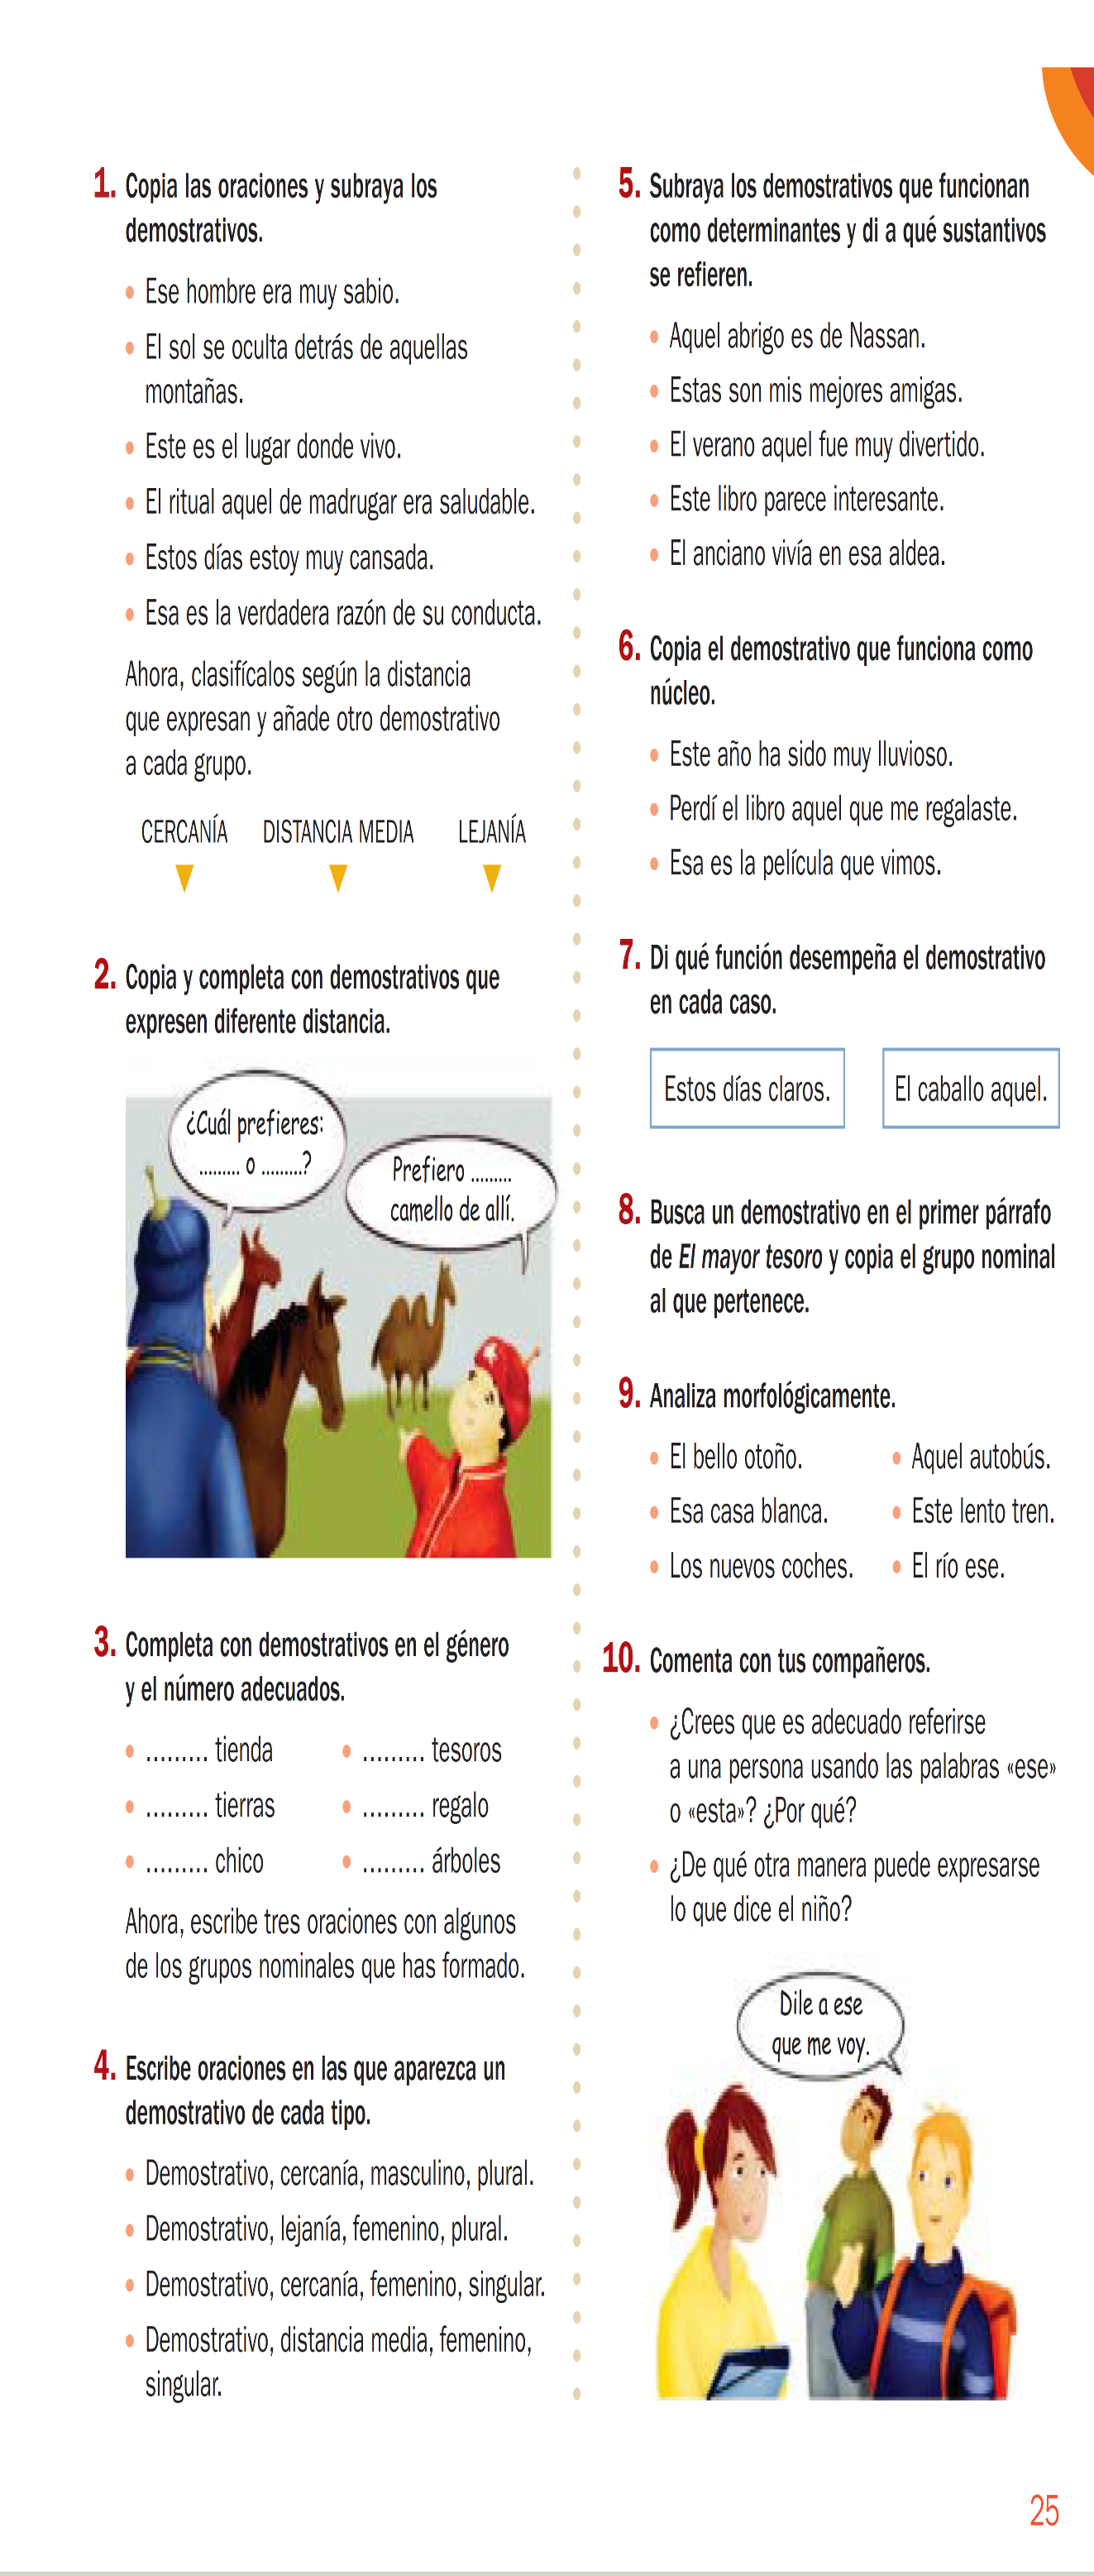 1. Copia las oraciones y subraya los
demostrativos.
• Ese hombre era muy sabio.
• El sol se oculta detrás de aquellas
montañas.
• Este es el lugar donde vivo.
• El ritual aquel de madrugar era saludable.
• Estos días estoy muy cansada.
• Esa es la verdadera razón de su conducta.
Ahora, clasifícalos según la distancia
que expresan y añade otro demostrativo
a cada grupo.
CERCANÍA DISTANCIA MEDIA LEJANÍA
2. Copia y completa con demostrativos que
expresen diferente distancia.
¿Cuál prefieres:
......... o .........?
Prefiero .........
camello de allí.
3. Completa con demostrativos en el género
y el número adecuados.
• ......... tienda • ......... tesoros
• ......... tierras • ......... regalo
• ......... chico • ......... árboles
Ahora, escribe tres oraciones con algunos
de los grupos nominales que has formado.
4. Escribe oraciones en las que aparezca un
demostrativo de cada tipo.
• Demostrativo, cercanía, masculino, plural.
• Demostrativo, lejanía, femenino, plural.
• Demostrativo, cercanía, femenino, singular.
• Demostrativo, distancia media, femenino,
singular.
5. Subraya los demostrativos que funcionan
como determinantes y di a qué sustantivos
se refieren.
• Aquel abrigo es de Nassan.
• Estas son mis mejores amigas.
• El verano aquel fue muy divertido.
• Este libro parece interesante.
• El anciano vivía en esa aldea.
6. Copia el demostrativo que funciona como
núcleo.
• Este año ha sido muy lluvioso.
• Perdí el libro aquel que me regalaste.
• Esa es la película que vimos.
7. Di qué función desempeña el demostrativo
en cada caso.
Estos días claros. El caballo aquel.
8. Busca un demostrativo en el primer párrafo
de El mayor tesoro y copia el grupo nominal
al que pertenece.
9. Analiza morfológicamente.
• El bello otoño. • Aquel autobús.
• Esa casa blanca. • Este lento tren.
• Los nuevos coches. • El río ese.
10. Comenta con tus compañeros.
• ¿Crees que es adecuado referirse
a una persona usando las palabras «ese»
o «esta»? ¿Por qué?
• ¿De qué otra manera puede expresarse
lo que dice el niño?
Dile a ese
que me voy.
25